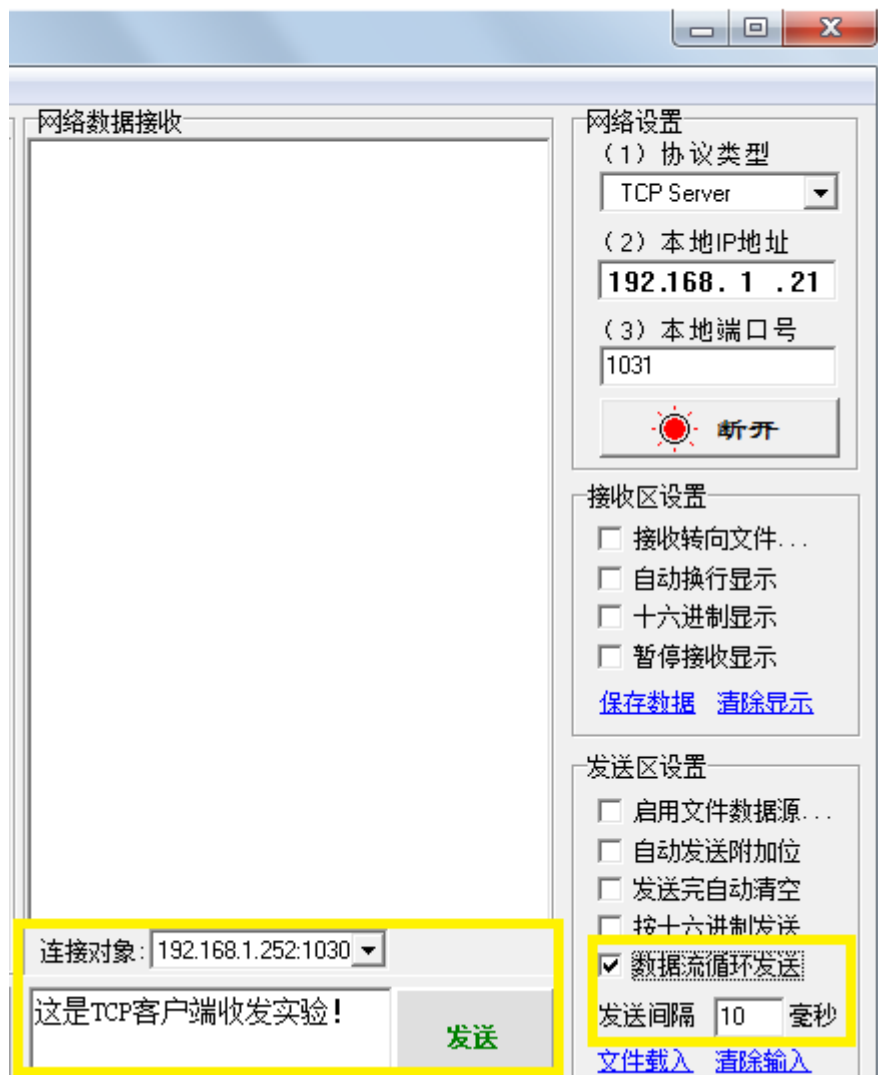 网络数据接收
连接对象: 192.168.1.252:1030
这是TCP客户端收发实验!
发送
网络设置
(1) 协议类型
TCP Server
(2) 本地IP地址
192.168. 1 .21
(3) 本地端口号
1031
断开
接收区设置
接收转向文件...
自动换行显示
十六进制显示
暂停接收显示
保存数据 清除显示
发送区设置
启用文件数据源...
自动发送附加位
发送完自动清空
按十六进制发送
数据流循环发送
发送间隔 10 毫秒
文件载入 清除输入